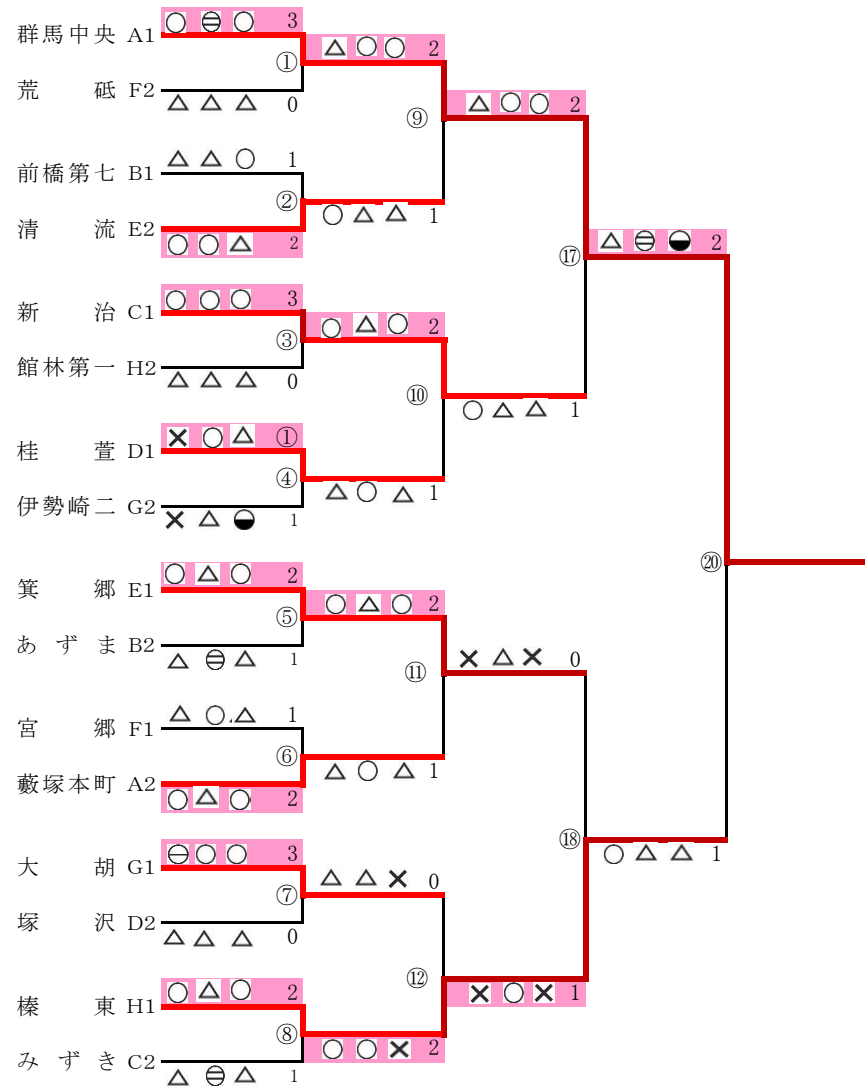 ○ ⊜ ○ 3
群馬中央 A1
① △ ○ ○ 2
荒砥 F2
△ △ △ 0
△ ○ ○ 2
⑨
△ △ ○ 1
前橋第七 B1
②
○ △ △ 1
清流 E2
○ ○ △ 2
△ ⊜ ◒ 2
⑰
○ ○ ○ 3
新治 C1
③ ○ △ ○ 2
館林第一 H2
△ △ △ 0
⑩
○ △ △ 1
× ○ △ ①
桂萱 D1
④
△ ○ △ 1
伊勢崎二 G2
× △ ◒ 1
⑳
○ △ ○ 2
箕郷 E1
⑤ ○ △ ○ 2
あずま B2
△ ⊜ △ 1
× △ × 0
⑪
△ ○ △ 1
宮郷 F1
⑥
△ ○ △ 1
藪塚本町 A2
○ △ ○ 2
⑱
○ △ △ 1
⊖ ○ ○ 3
大胡 G1
⑦ △ △ × 0
塚沢 D2
△ △ △ 0
⑫
× ○ × 1
○ △ ○ 2
榛東 H1
⑧
○ ○ × 2
みずき C2
△ ⊜ △ 1